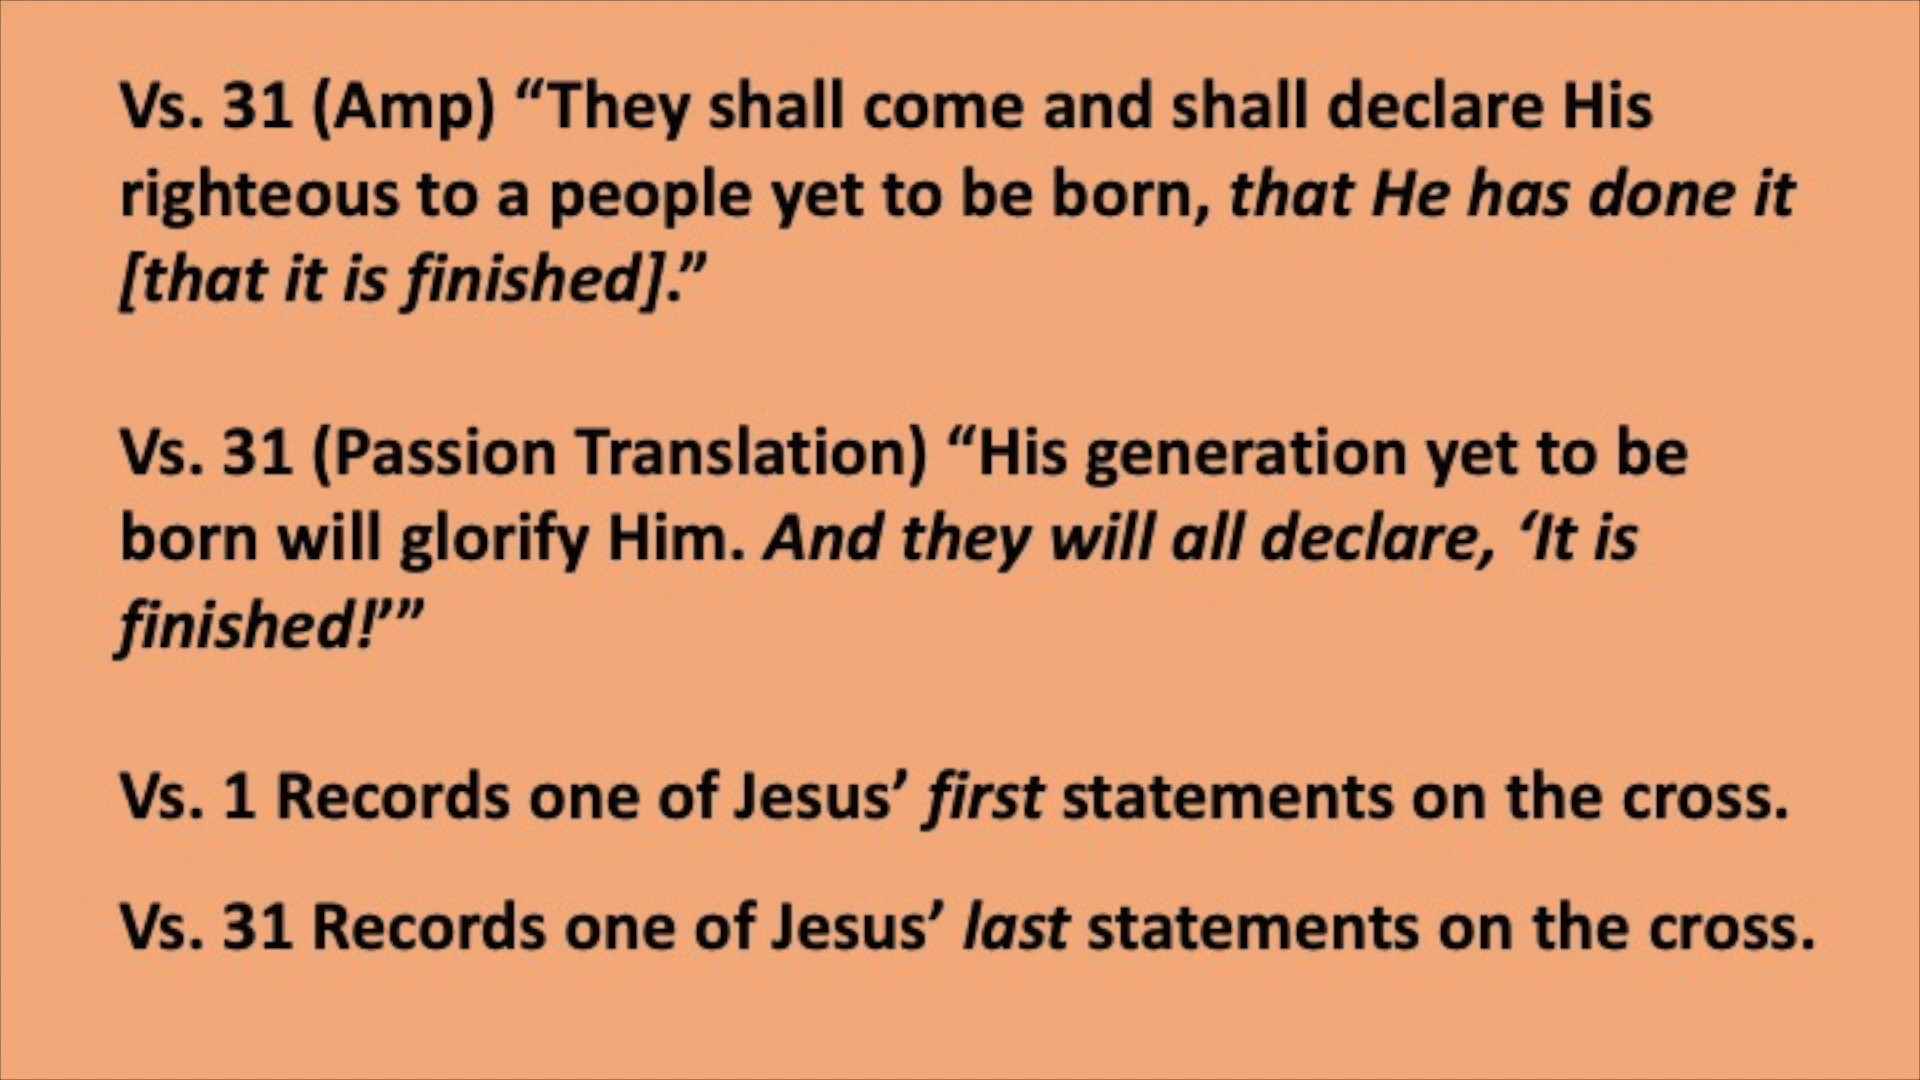 Vs. 31 (Amp) “They shall come and shall declare His
righteous to a people yet to be born, that He has done it
[that it is finished].”
Vs. 31 (Passion Translation) “His generation yet to be
born will glorify Him. And they will all declare, ‘It is
finished!’”
Vs. 1 Records one of Jesus’ first statements on the cross.
Vs. 31 Records one of Jesus’ last statements on the cross.